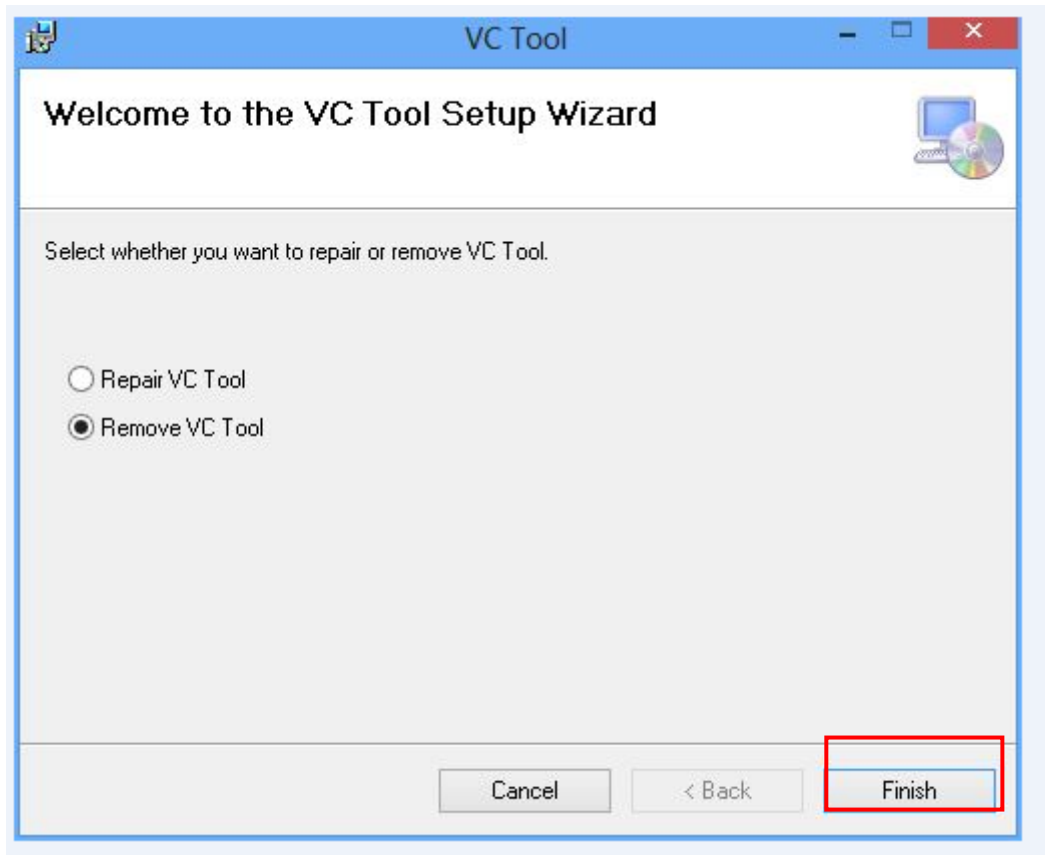 VC Tool
Welcome to the VC Tool Setup Wizard
Select whether you want to repair or remove VC Tool.
Repair VC Tool
Remove VC Tool
Cancel
< Back
Finish